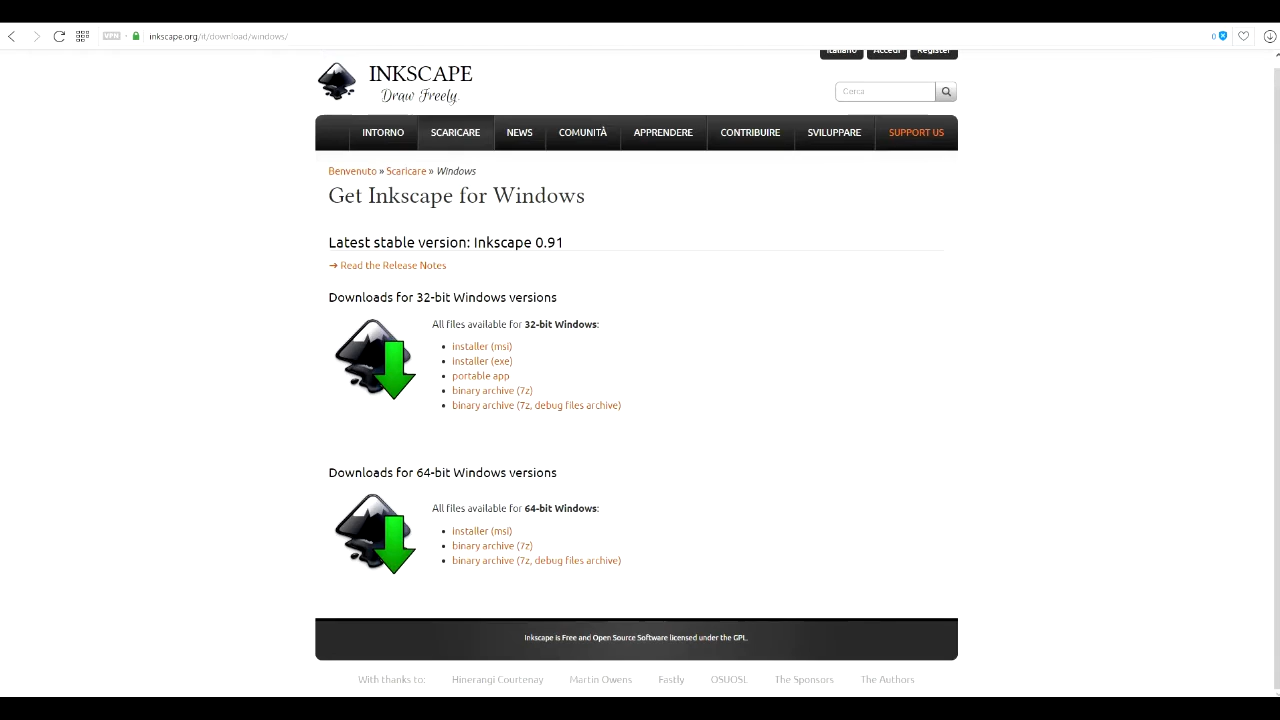 VPN
inkscape.org/it/download/windows/
0
Italiano
Accedi
Register
INKSCAPE
Draw Freely.
Cerca
INTORNO
SCARICARE
NEWS
COMUNITÀ
APPRENDERE
CONTRIBUIRE
SVILUPPARE
SUPPORT US
Benvenuto » Scaricare » Windows
Get Inkscape for Windows
Latest stable version: Inkscape 0.91
➔ Read the Release Notes
Downloads for 32-bit Windows versions
All files available for 32-bit Windows:
• installer (msi)
• installer (exe)
• portable app
• binary archive (7z)
• binary archive (7z, debug files archive)
Downloads for 64-bit Windows versions
All files available for 64-bit Windows:
• installer (msi)
• binary archive (7z)
• binary archive (7z, debug files archive)
Inkscape is Free and Open Source Software licensed under the GPL.
With thanks to:
Hinerangi Courtenay
Martin Owens
Fastly
OSUOSL
The Sponsors
The Authors